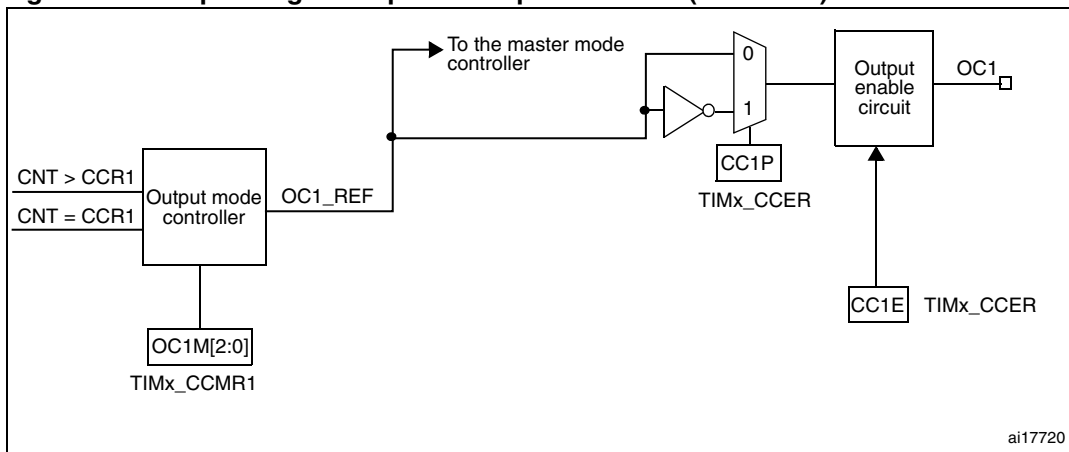 To the master mode
controller
0
1
CC1P
TIMx_CCER
Output
enable
circuit
OC1
CNT > CCR1
CNT = CCR1
Output mode
controller
OC1_REF
OC1M[2:0]
TIMx_CCMR1
CC1E
TIMx_CCER
ai17720